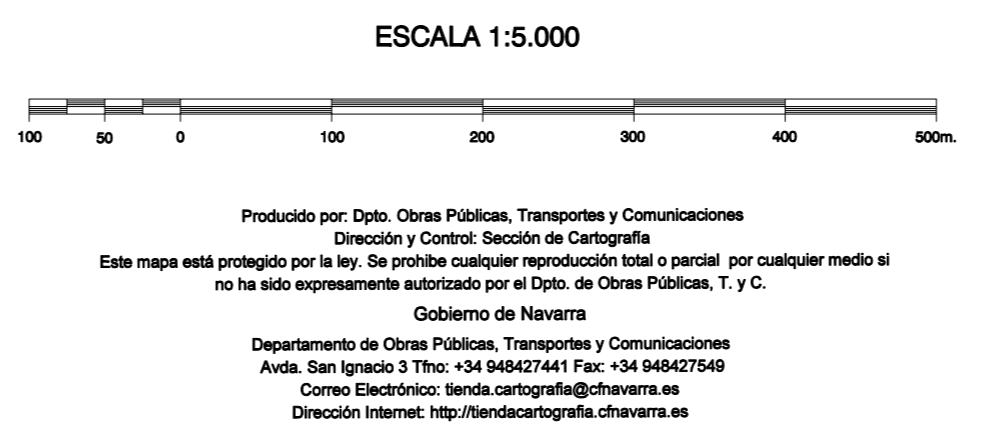 ESCALA 1:5.000
100 50 0 100 200 300 400 500m.
Producido por: Dpto. Obras Públicas, Transportes y Comunicaciones
Dirección y Control: Sección de Cartografía
Este mapa está protegido por la ley. Se prohibe cualquier reproducción total o parcial por cualquier medio si
no ha sido expresamente autorizado por el Dpto. de Obras Públicas, T. y C.
Gobierno de Navarra
Departamento de Obras Públicas, Transportes y Comunicaciones
Avda. San Ignacio 3 Tfno: +34 948427441 Fax: +34 948427549
Correo Electrónico: tienda.cartografia@cfnavarra.es
Dirección Internet: http://tiendacartografia.cfnavarra.es